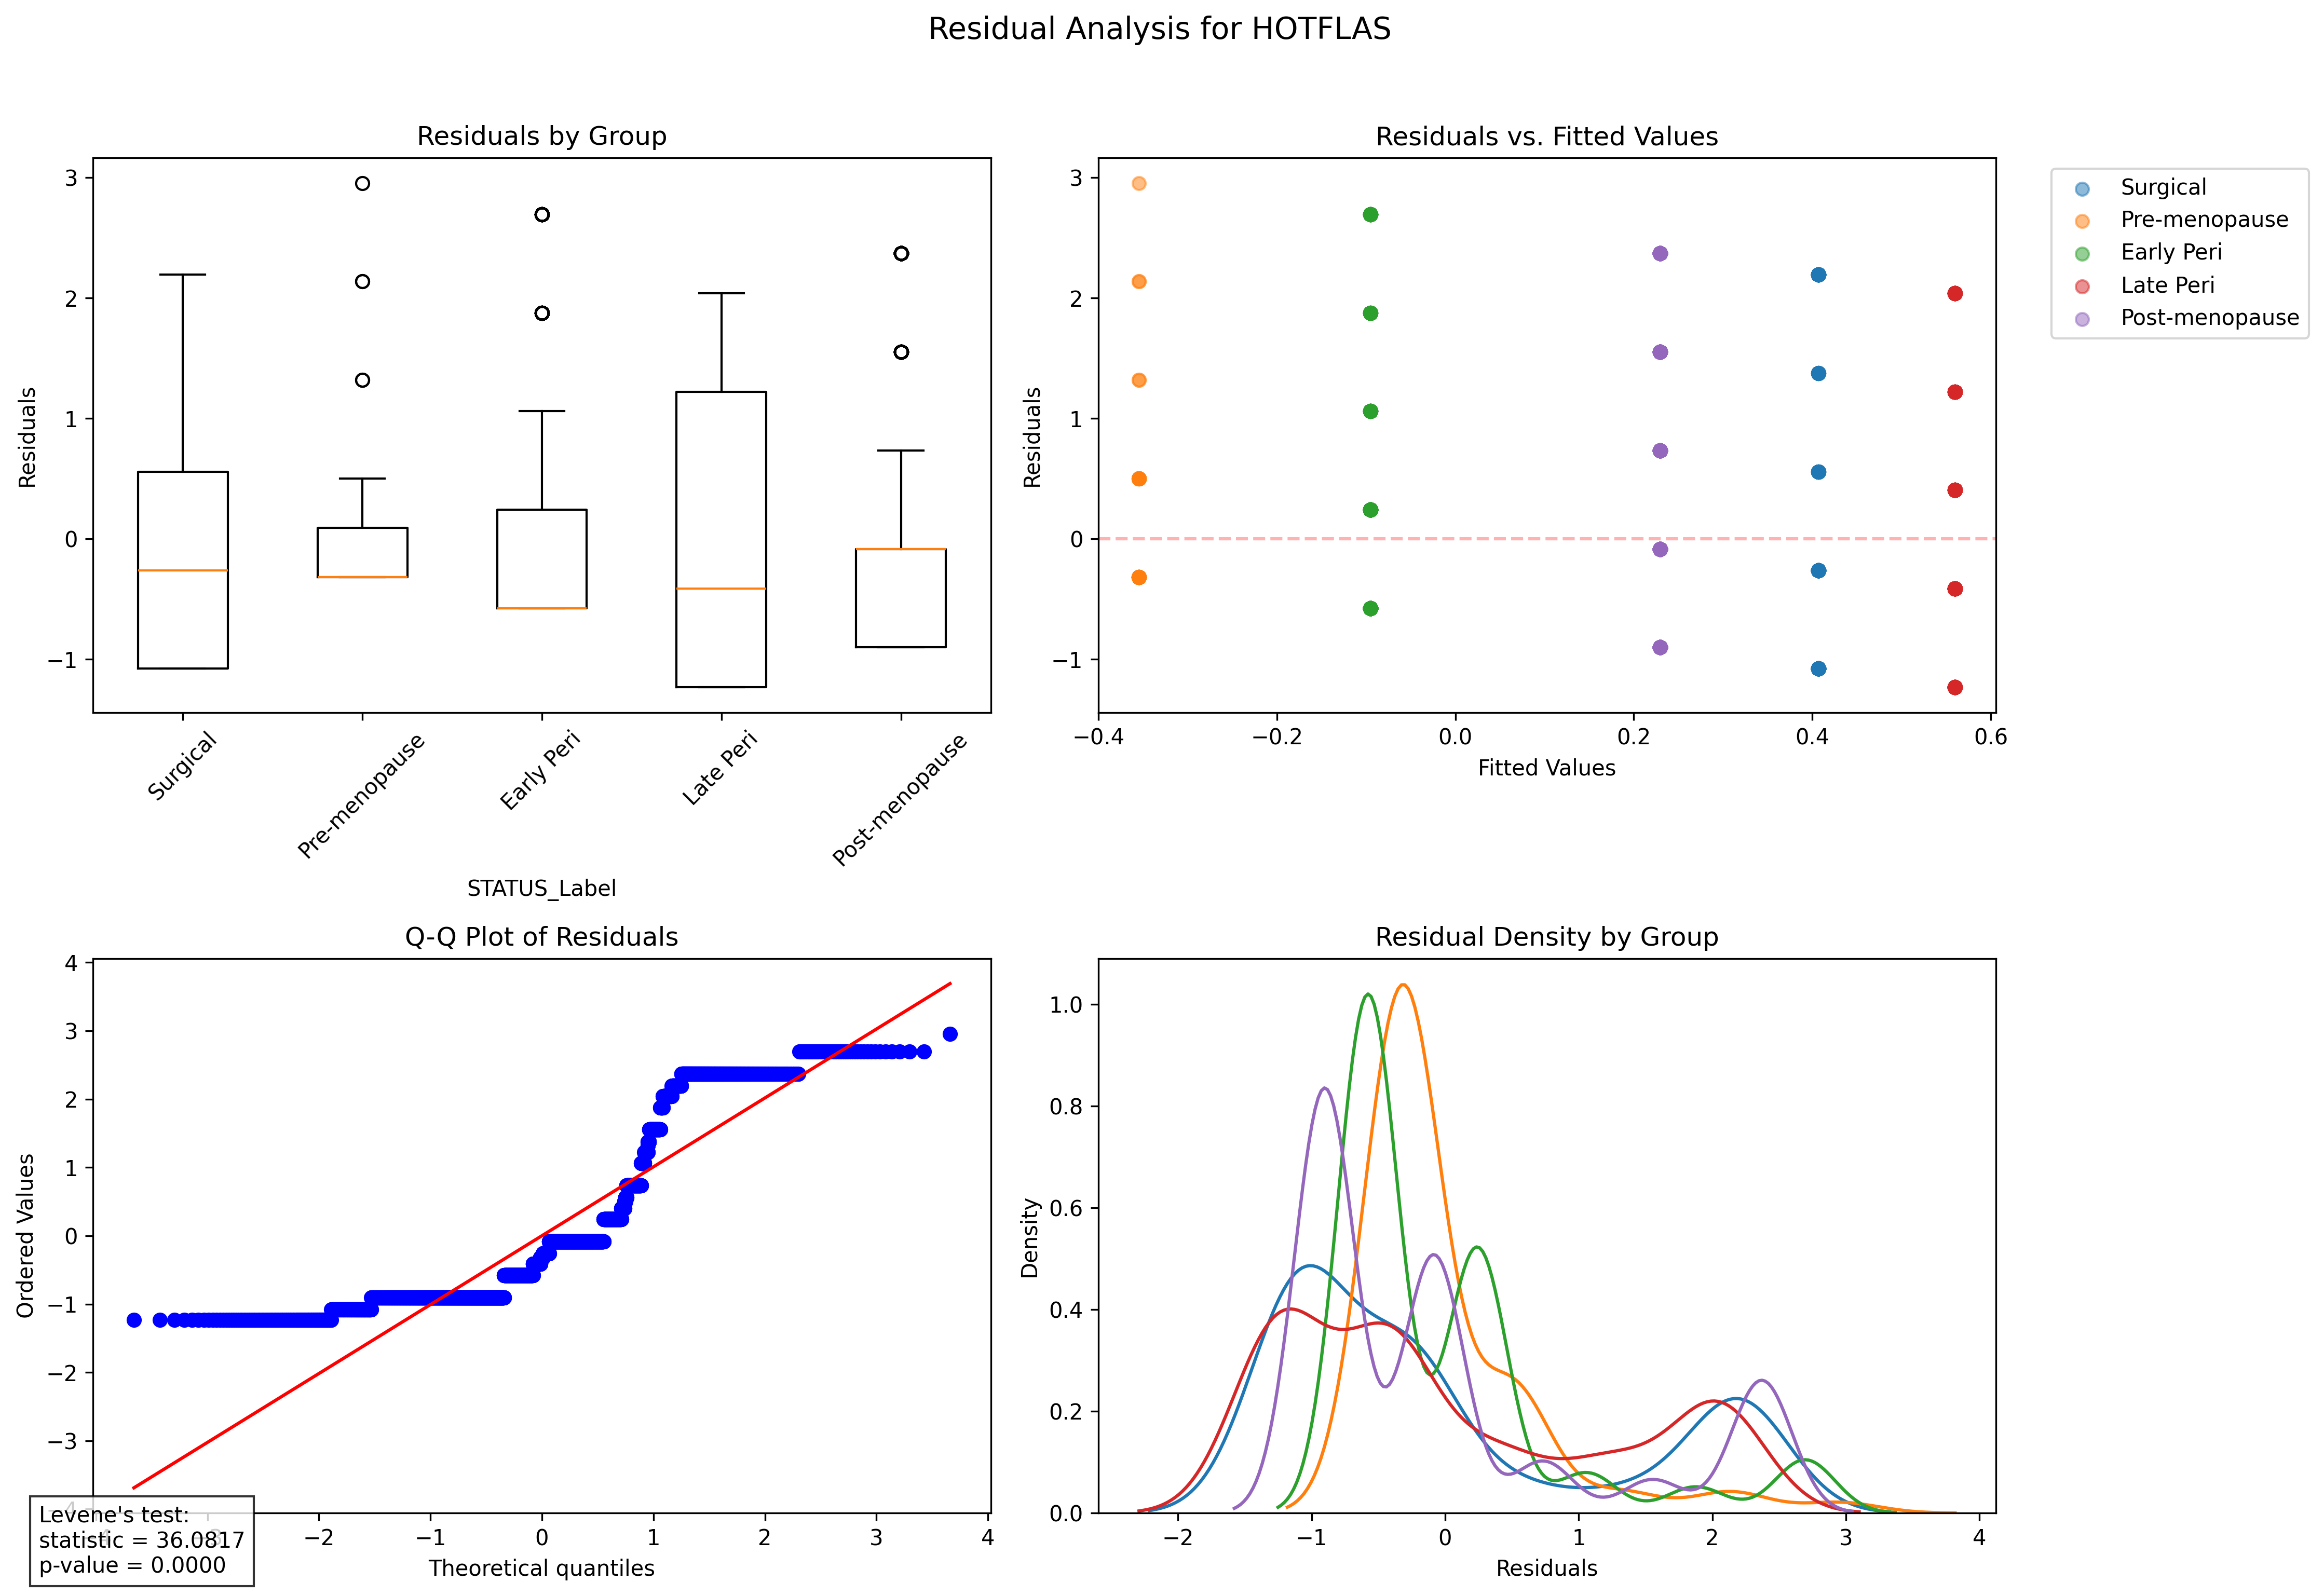 Residual Analysis for HOTFLAS
Residuals by Group
Residuals
3
2
1
0
−1
Surgical
Pre-menopause
Early Peri
Late Peri
Post-menopause
STATUS_Label
Residuals vs. Fitted Values
Residuals
3
2
1
0
−1
−0.4
−0.2
0.0
0.2
0.4
0.6
Fitted Values
Surgical
Pre-menopause
Early Peri
Late Peri
Post-menopause
Q-Q Plot of Residuals
Ordered Values
4
3
2
1
0
−1
−2
−3
−2
−1
0
1
2
3
4
Theoretical quantiles
Levene's test:
statistic = 36.0817
p-value = 0.0000
Residual Density by Group
Density
1.0
0.8
0.6
0.4
0.2
0.0
−2
−1
0
1
2
3
4
Residuals